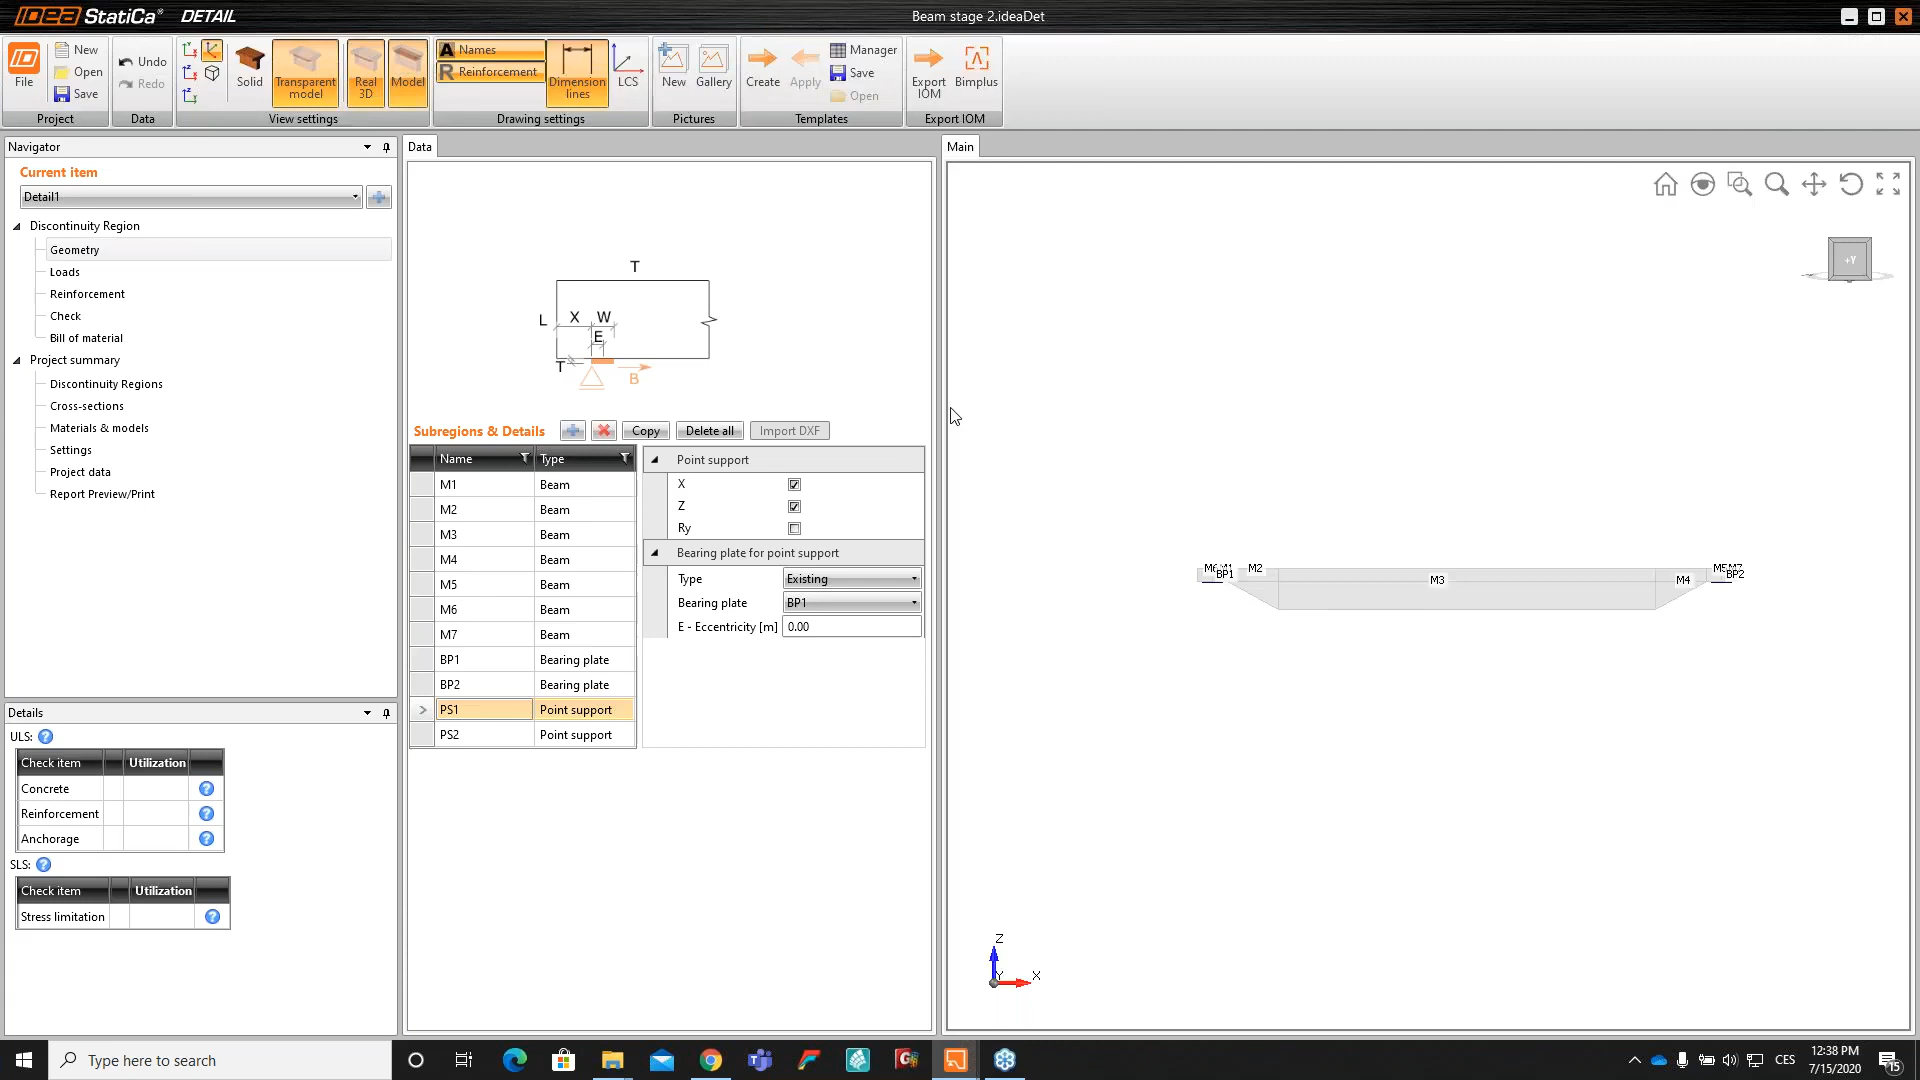 IDEA StatiCa® DETAIL
Beam stage 2.ideaDet
File
New
Open
Save
Project
Undo
Redo
Data
Solid
Transparent model
Real 3D
Model
View settings
A Names
R Reinforcement
Dimension lines
LCS
Drawing settings
New
Gallery
Pictures
Create
Apply
Manager
Save
Open
Templates
Export IOM
Bimplus
Export IOM
Navigator
Current item
Detail1
Discontinuity Region
Geometry
Loads
Reinforcement
Check
Bill of material
Project summary
Discontinuity Regions
Cross-sections
Materials & models
Settings
Project data
Report Preview/Print
Details
ULS:
Check item Utilization
Concrete
Reinforcement
Anchorage
SLS:
Check item Utilization
Stress limitation
Data
T
L
X W
E
T
B
Subregions & Details Copy Delete all Import DXF
Name Type
M1 Beam
M2 Beam
M3 Beam
M4 Beam
M5 Beam
M6 Beam
M7 Beam
BP1 Bearing plate
BP2 Bearing plate
PS1 Point support
PS2 Point support
Point support
X
Z
Ry
Bearing plate for point support
Type Existing
Bearing plate BP1
E - Eccentricity [m] 0.00
Main
+Y
M2
BP1
M3
M4
BP2
Z
Y X
Type here to search
CES
12:38 PM
7/15/2020
15